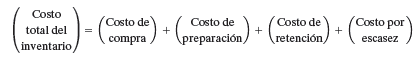 (Costo total del inventario) = (Costo de compra) + (Costo de preparación) + (Costo de retención) + (Costo por escasez)